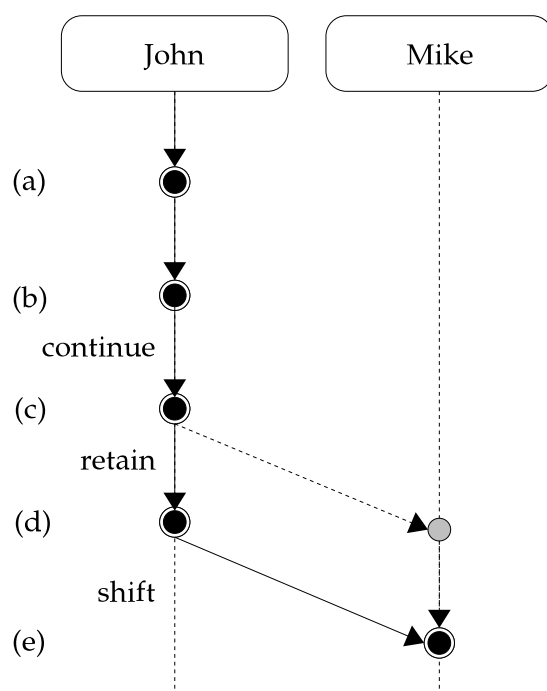 John
Mike
(a)
(b)
continue
(c)
retain
(d)
shift
(e)